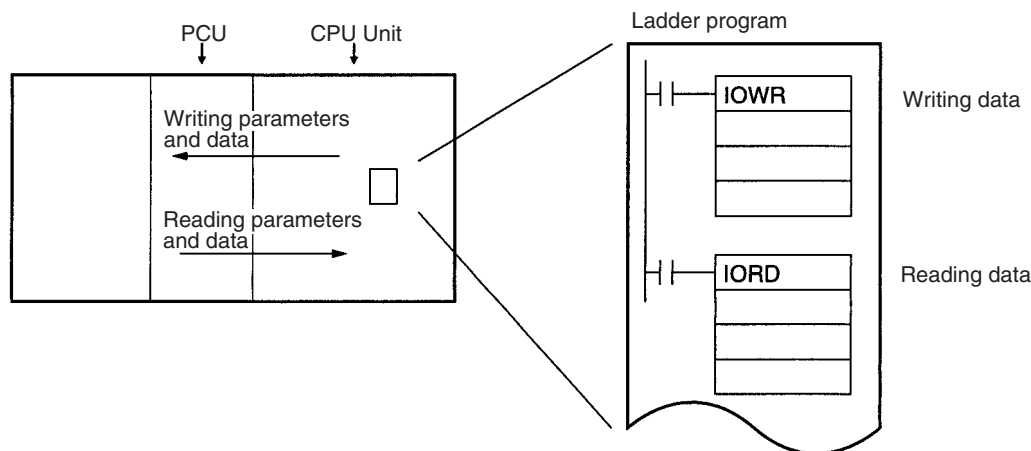 PCU
CPU Unit
Writing parameters
and data
Reading parameters
and data
Ladder program
IOWR
Writing data
IORD
Reading data